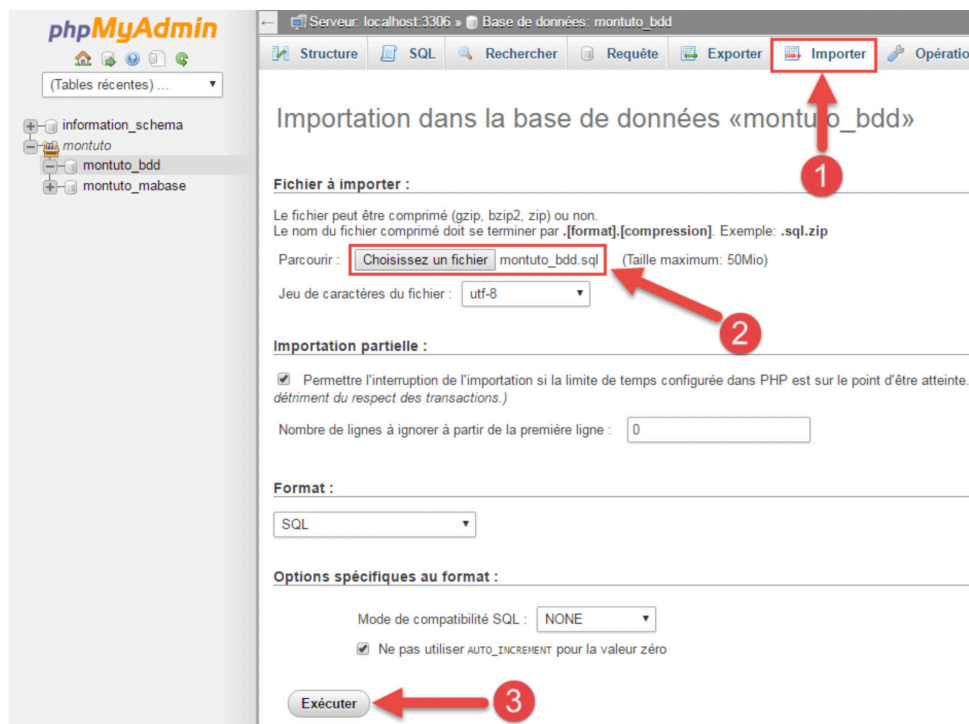 phpMyAdmin
(Tables récentes) ...
information_schema
montuto
montuto_bdd
montuto_mabase
Serveur: localhost:3306 » Base de données: montuto_bdd
Structure SQL Rechercher Requête Exporter Importer Opératio
Importation dans la base de données «montuto_bdd»
1
Fichier à importer :
Le fichier peut être comprimé (gzip, bzip2, zip) ou non.
Le nom du fichier comprimé doit se terminer par .[format].[compression]. Exemple: .sql.zip
Parcourir : Choisissez un fichier montuto_bdd.sql (Taille maximum: 50Mio)
Jeu de caractères du fichier : utf-8
2
Importation partielle :
Permettre l'interruption de l'importation si la limite de temps configurée dans PHP est sur le point d'être atteinte.
détriment du respect des transactions.)
Nombre de lignes à ignorer à partir de la première ligne : 0
Format :
SQL
Options spécifiques au format :
Mode de compatibilité SQL : NONE
Ne pas utiliser AUTO_INCREMENT pour la valeur zéro
Exécuter 3